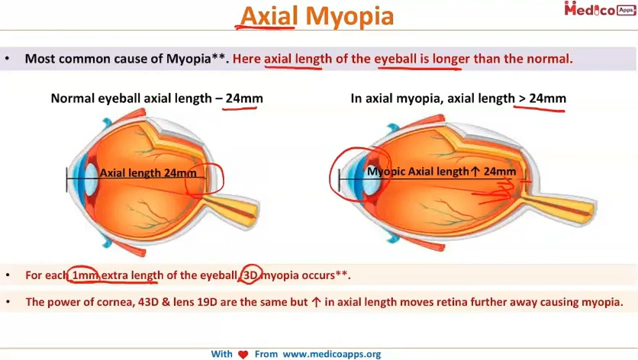 Axial Myopia
Medico Apps
• Most common cause of Myopia**. Here axial length of the eyeball is longer than the normal.
Normal eyeball axial length – 24mm
In axial myopia, axial length > 24mm
Axial length 24mm
Myopic Axial length↑ 24mm
• For each 1mm extra length of the eyeball, 3D myopia occurs**.
• The power of cornea, 43D & lens 19D are the same but ↑ in axial length moves retina further away causing myopia.
With ♥ From www.medicoapps.org